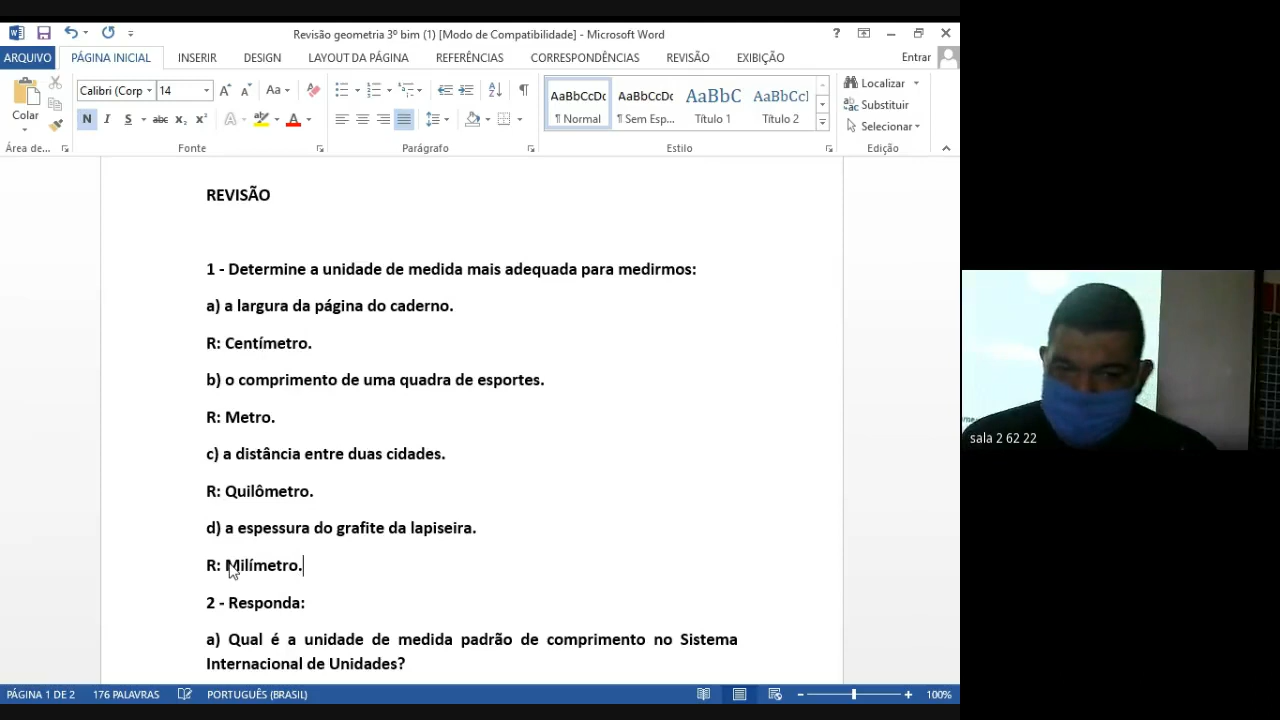 Revisão geometria 3º bim (1) [Modo de Compatibilidade] - Microsoft Word
ARQUIVO PÁGINA INICIAL INSERIR DESIGN LAYOUT DA PÁGINA REFERÊNCIAS CORRESPONDÊNCIAS REVISÃO EXIBIÇÃO Entrar
Colar
Calibri (Corp 14
Aa
N I S abc x₂ x²
AaBbCcDc AaBbCcDc AaBbC AaBbCcI
¶ Normal ¶ Sem Esp... Título 1 Título 2
Localizar
Substituir
Selecionar
Área de... Fonte Parágrafo Estilo Edição
REVISÃO
1 - Determine a unidade de medida mais adequada para medirmos:
a) a largura da página do caderno.
R: Centímetro.
b) o comprimento de uma quadra de esportes.
R: Metro.
c) a distância entre duas cidades.
R: Quilômetro.
d) a espessura do grafite da lapiseira.
R: Milímetro.
2 - Responda:
a) Qual é a unidade de medida padrão de comprimento no Sistema
Internacional de Unidades?
PÁGINA 1 DE 2 176 PALAVRAS PORTUGUÊS (BRASIL) 100%
sala 2 62 22